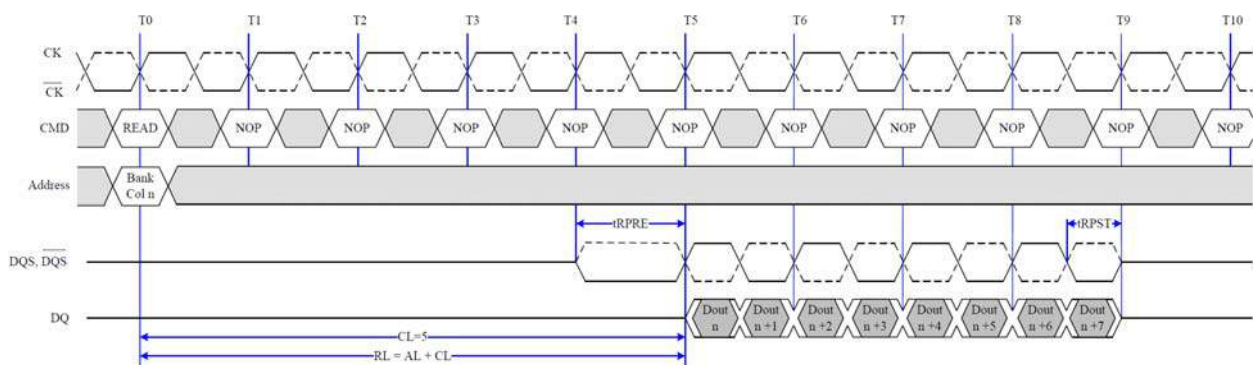 T0 T1 T2 T3 T4 T5 T6 T7 T8 T9 T10
CK
CK
CMD READ NOP NOP NOP NOP NOP NOP NOP NOP NOP NOP
Address Bank
Col n
tRPRE tRPST
DQS, DQS
DQ Dout n Dout n +1 Dout n +2 Dout n +3 Dout n +4 Dout n +5 Dout n +6 Dout n +7
CL=5
RL = AL + CL